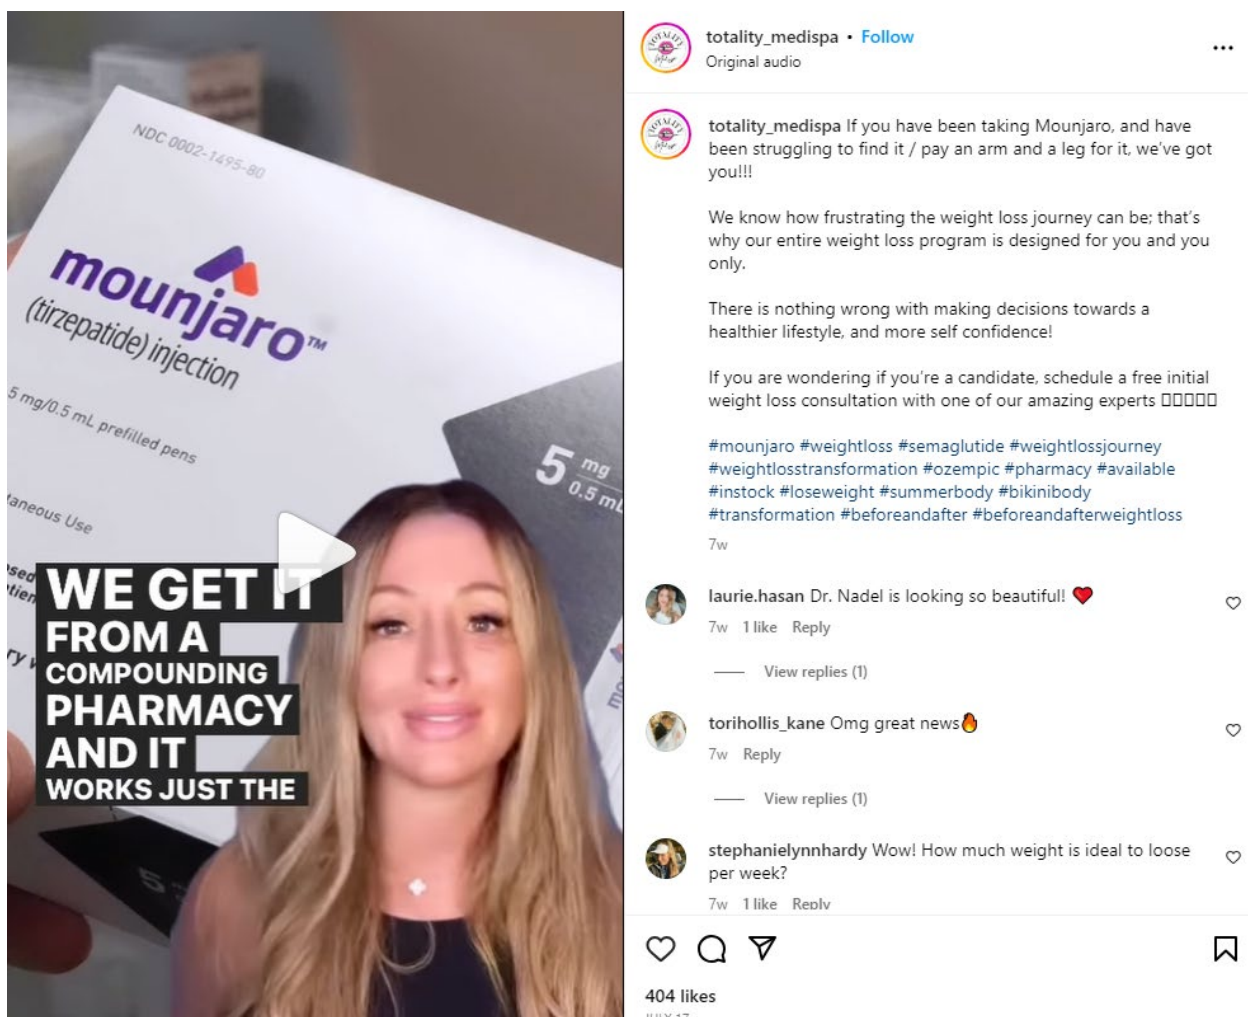 NDC 0002-1495-80
mounjaro™
(tirzepatide) injection
5 mg/0.5 mL prefilled pens
taneous Use
5 mg
0.5 mL
WE GET IT
FROM A
COMPOUNDING
PHARMACY
AND IT
WORKS JUST THE
5
totality_medispa • Follow
Original audio
totality_medispa If you have been taking Mounjaro, and have
been struggling to find it / pay an arm and a leg for it, we've got
you!!!
We know how frustrating the weight loss journey can be; that's
why our entire weight loss program is designed for you and you
only.
There is nothing wrong with making decisions towards a
healthier lifestyle, and more self confidence!
If you are wondering if you're a candidate, schedule a free initial
weight loss consultation with one of our amazing experts
#mounjaro #weightloss #semaglutide #weightlossjourney
#weightlosstransformation #ozempic #pharmacy #available
#instock #loseweight #summerbody #bikinibody
#transformation #beforeandafter #beforeandafterweightloss
7w
laurie.hasan Dr. Nadel is looking so beautiful! ❤️
7w 1 like Reply
View replies (1)
torihollis_kane Omg great news🔥
7w Reply
View replies (1)
stephanielynnhardy Wow! How much weight is ideal to loose
per week?
7w 1 like Reply
404 likes
JULY 17